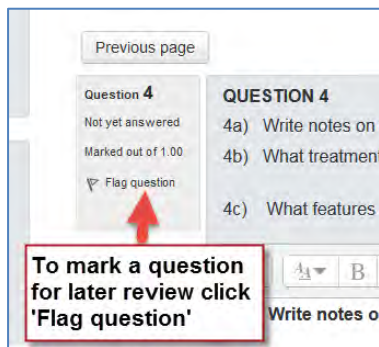 Previous page
Question 4
Not yet answered
Marked out of 1.00
Flag question
QUESTION 4
4a) Write notes on
4b) What treatment
4c) What features
To mark a question
for later review click
'Flag question'
B
Write notes o